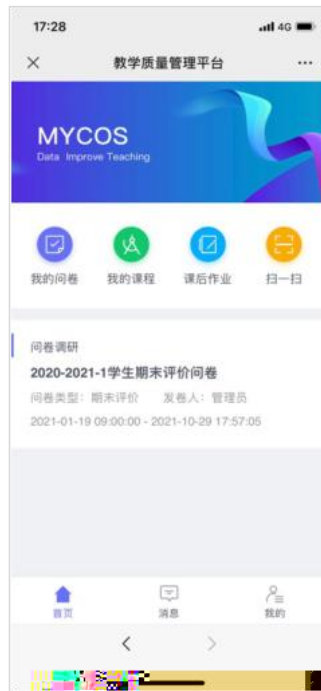 17:28
4G
教学质量管理平台
MYCOS
Data Improve Teaching
我的问卷 我的课程 课后作业 扫一扫
问卷调研
2020-2021-1学生期末评价问卷
问卷类型：期末评价 发卷人：管理员
2021-01-19 09:00:00 - 2021-10-29 17:57:05
首页 消息 我的